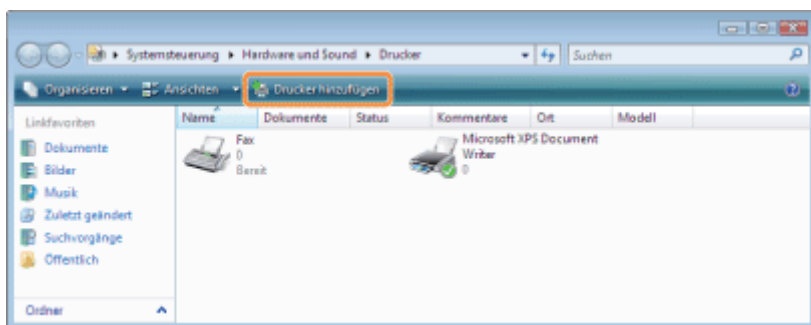 Systemsteuerung ▸ Hardware und Sound ▸ Drucker
Suchen
Organisieren
Ansichten
Drucker hinzufügen
Linkfavoriten
Dokumente
Bilder
Musik
Zuletzt geändert
Suchvorgänge
Öffentlich
Ordner
Name Dokumente Status Kommentare Ort Modell
Fax
0
Bereit
Microsoft XPS Document
Writer
0